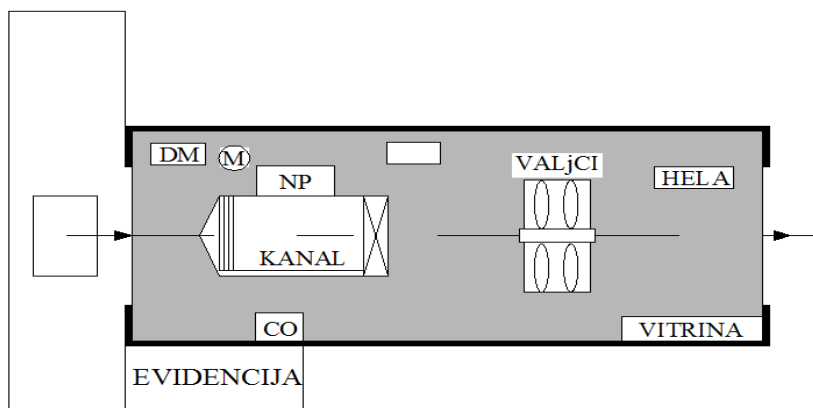 DM
M
NP
VALjCI
HELA
KANAL
CO
VITRINA
EVIDENCIJA